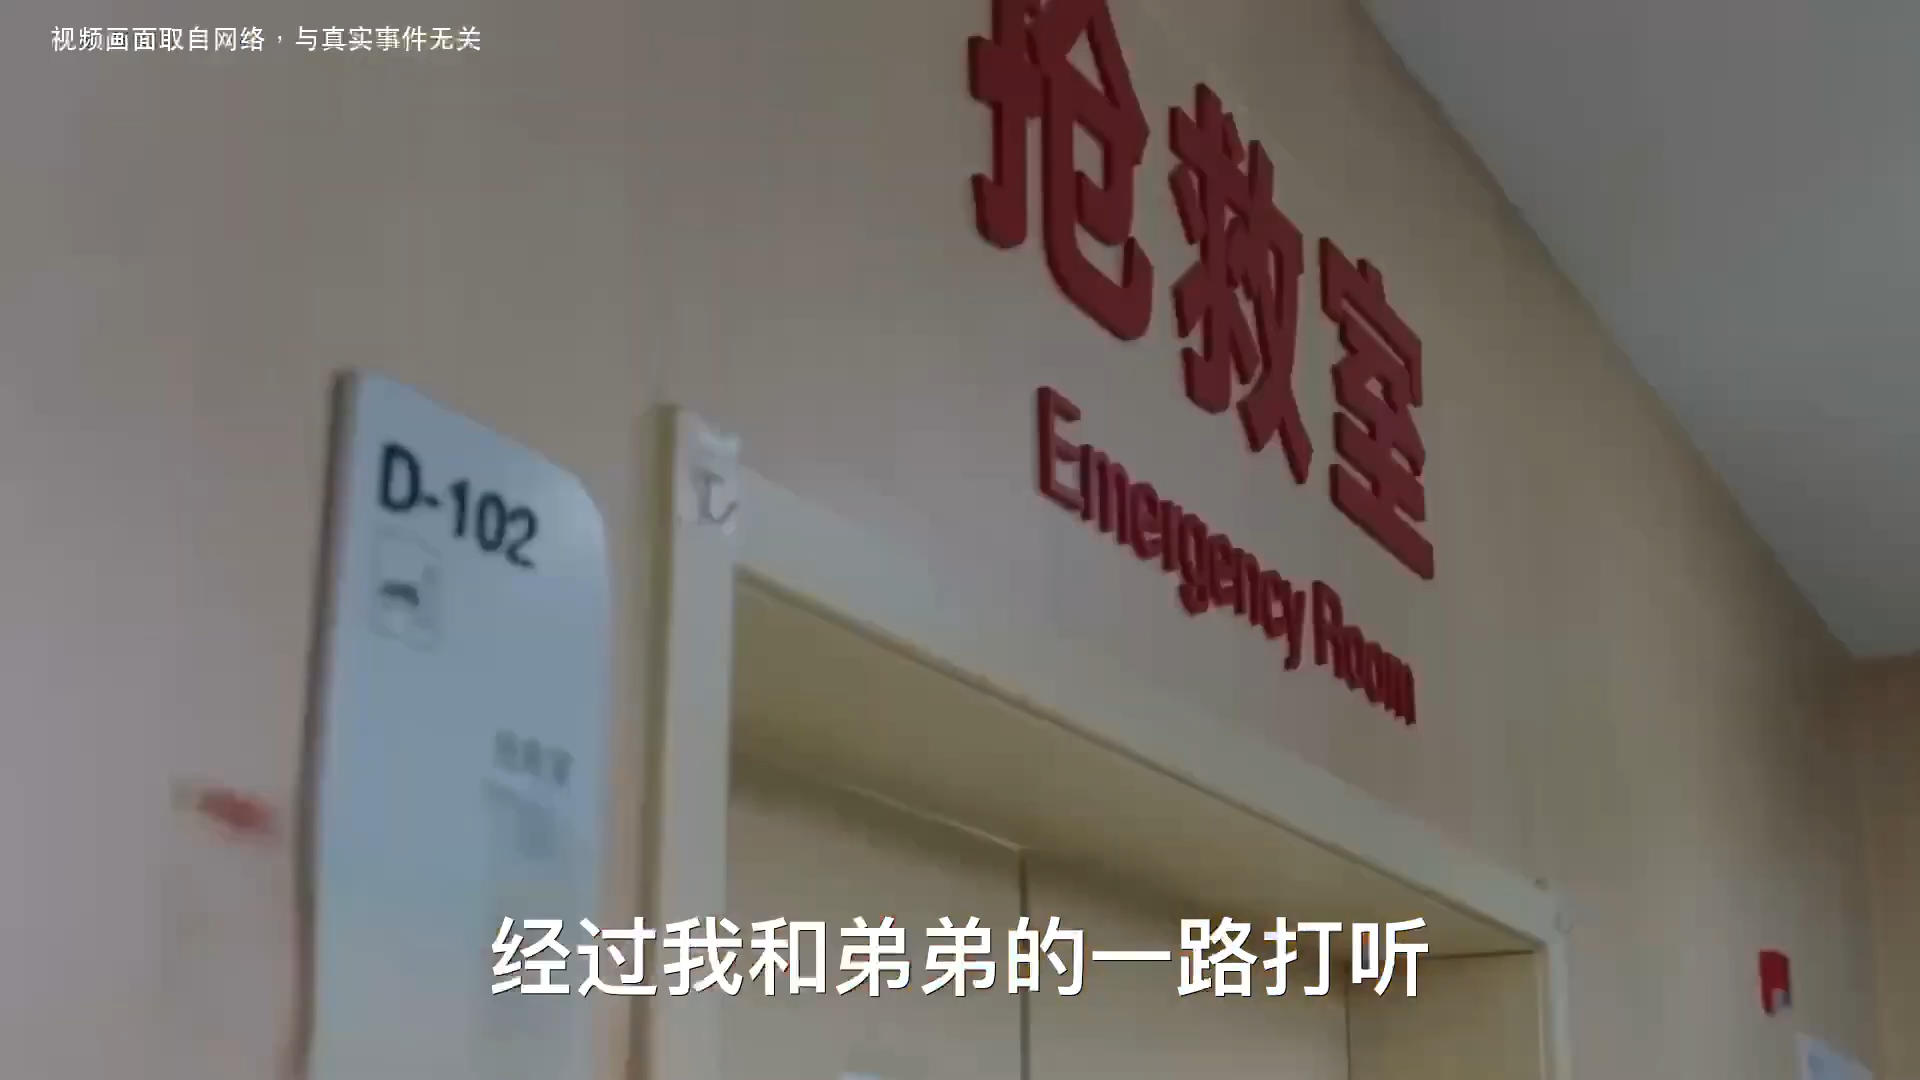 视频画面取自网络，与真实事件无关
抢救室
Emergency Room
D-102
经过我和弟弟的一路打听